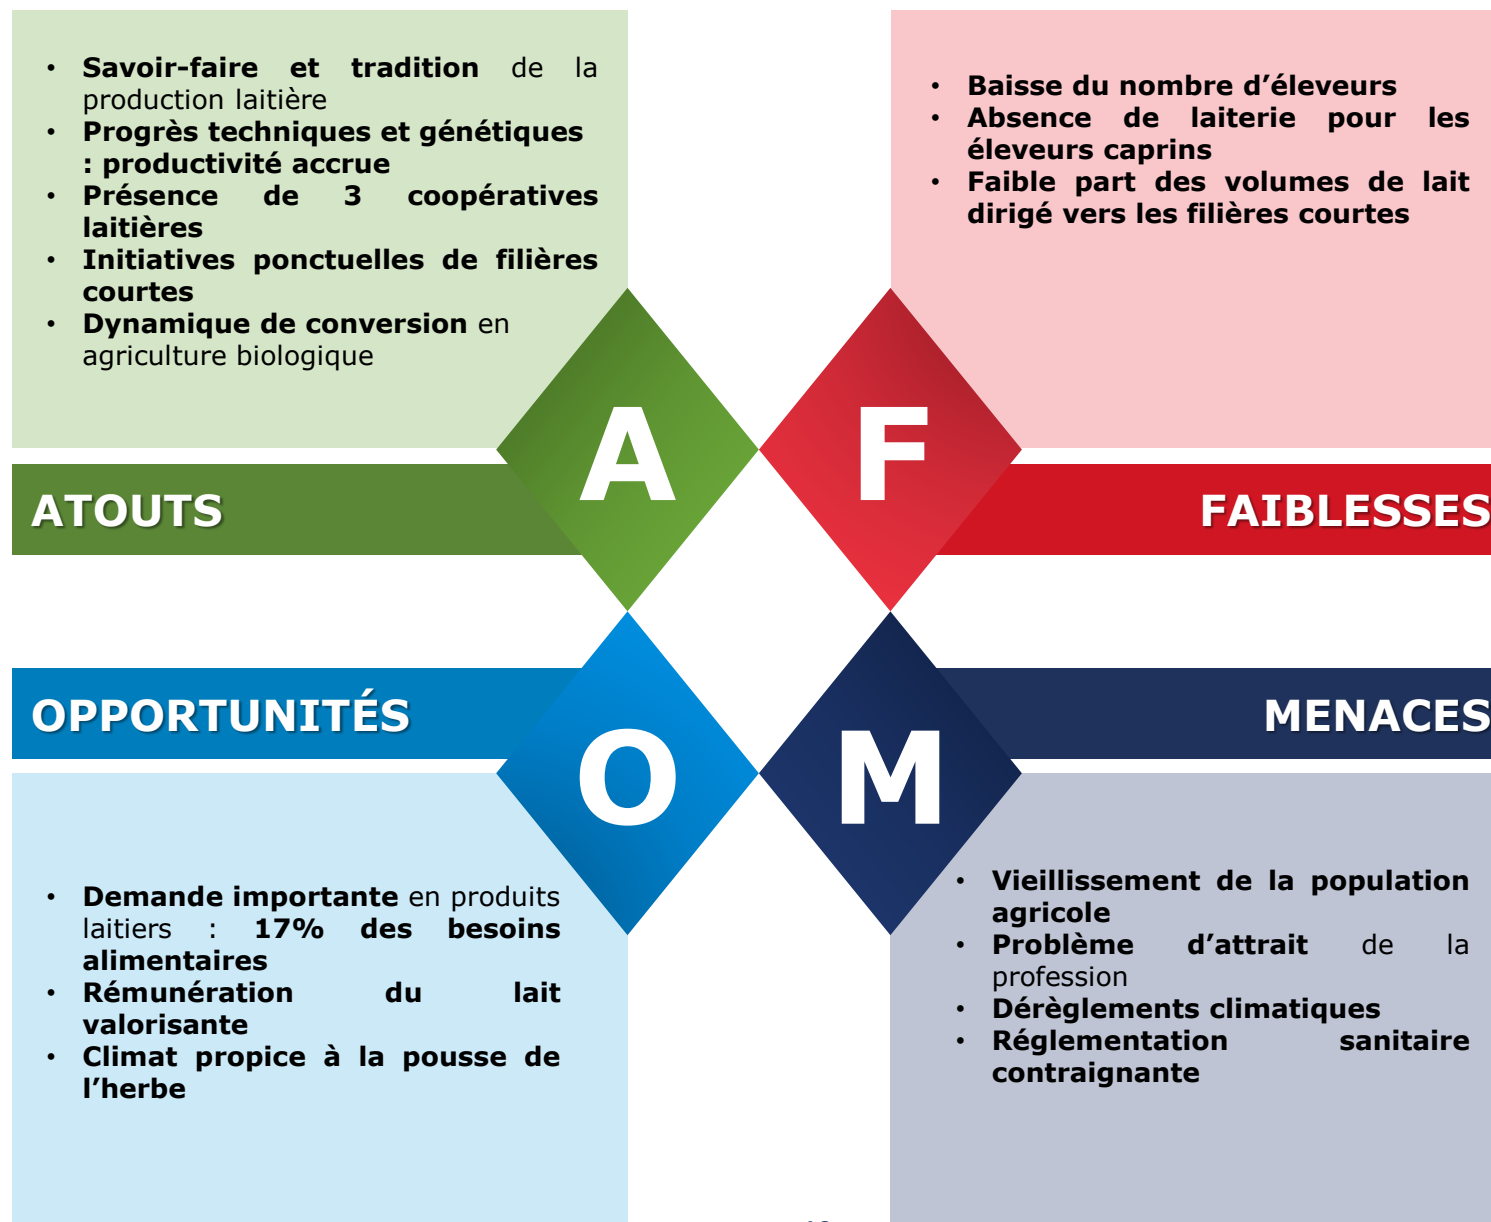 • Savoir-faire et tradition de la
production laitière
• Progrès techniques et génétiques
: productivité accrue
• Présence de 3 coopératives
laitières
• Initiatives ponctuelles de filières
courtes
• Dynamique de conversion en
agriculture biologique
A
ATOUTS
• Baisse du nombre d’éleveurs
• Absence de laiterie pour les
éleveurs caprins
• Faible part des volumes de lait
dirigé vers les filières courtes
F
FAIBLESSES
OPPORTUNITÉS
O
• Demande importante en produits
laitiers : 17% des besoins
alimentaires
• Rémunération du lait
valorisante
• Climat propice à la pousse de
l’herbe
MENACES
M
• Vieillissement de la population
agricole
• Problème d’attrait de la
profession
• Dérèglements climatiques
• Réglementation sanitaire
contraignante